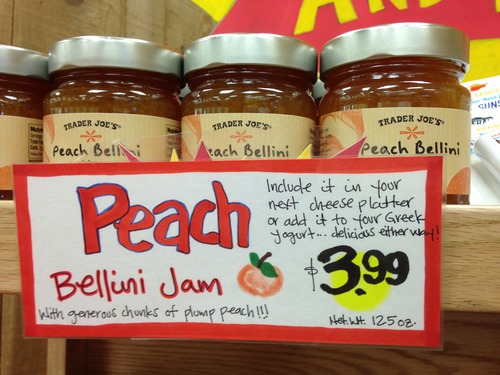 AND
TRADER JOE'S
Peach Bellini
TRADER JOE'S
Peach Bellini
TRADER JOE'S
Peach Bellini
SUNS
Peach
Bellini Jam
With generous chunks of plump peach!!!
Include it in your
next cheese platter
or add it to your Greek
yogurt... delicious either way!
$3.99
Net. Wt. 12.5 oz.